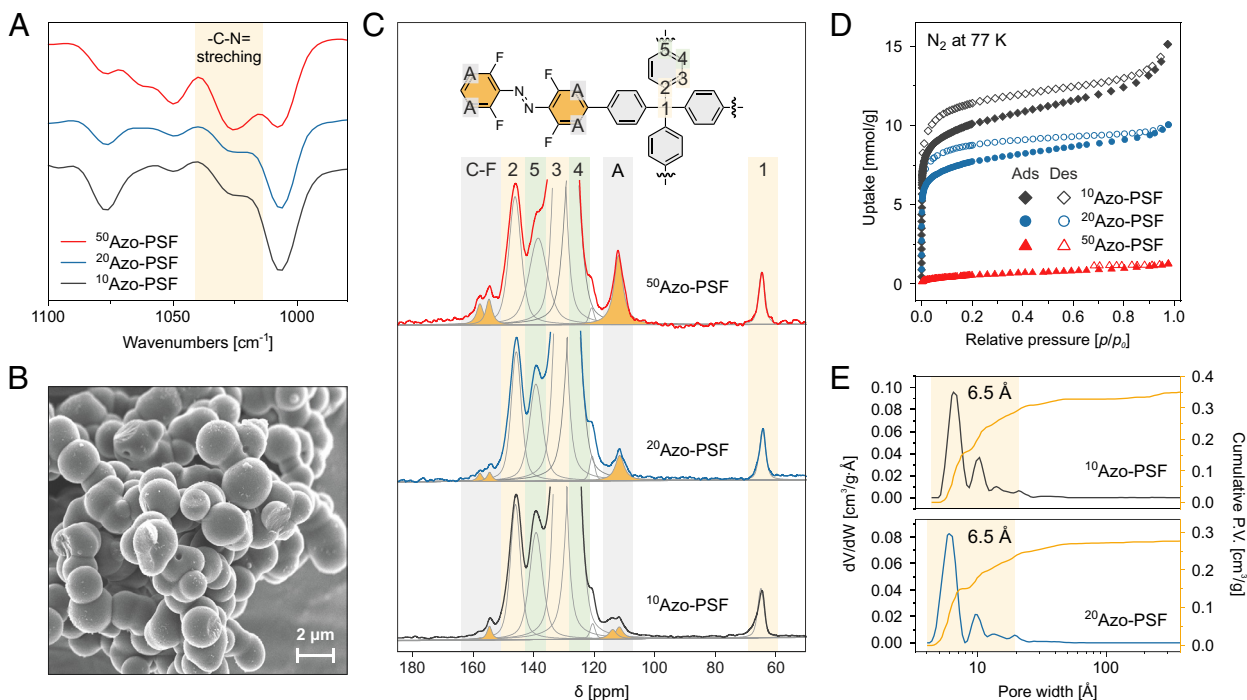 A
-C-N=
streching
50Azo-PSF
20Azo-PSF
10Azo-PSF
1100
1050
1000
Wavenumbers [cm-1]
B
2 µm
C
5
4
3
2
1
A
F
F
A
N
N
A
F
F
A
C-F
2
5
3
4
A
1
50Azo-PSF
20Azo-PSF
10Azo-PSF
180
160
140
120
100
80
60
δ [ppm]
D
N2 at 77 K
15
10
5
0
Uptake [mmol/g]
Ads
Des
10Azo-PSF
20Azo-PSF
50Azo-PSF
0.0
0.2
0.4
0.6
0.8
1.0
Relative pressure [p/p0]
E
6.5 Å
10Azo-PSF
0.10
0.08
0.06
0.04
0.02
0.00
0.4
0.3
0.2
0.1
0.0
dV/dW [cm3/g·Å]
Cumulative P.V. [cm3/g]
6.5 Å
20Azo-PSF
0.08
0.06
0.04
0.02
0.00
0.3
0.2
0.1
0.0
10
100
Pore width [Å]